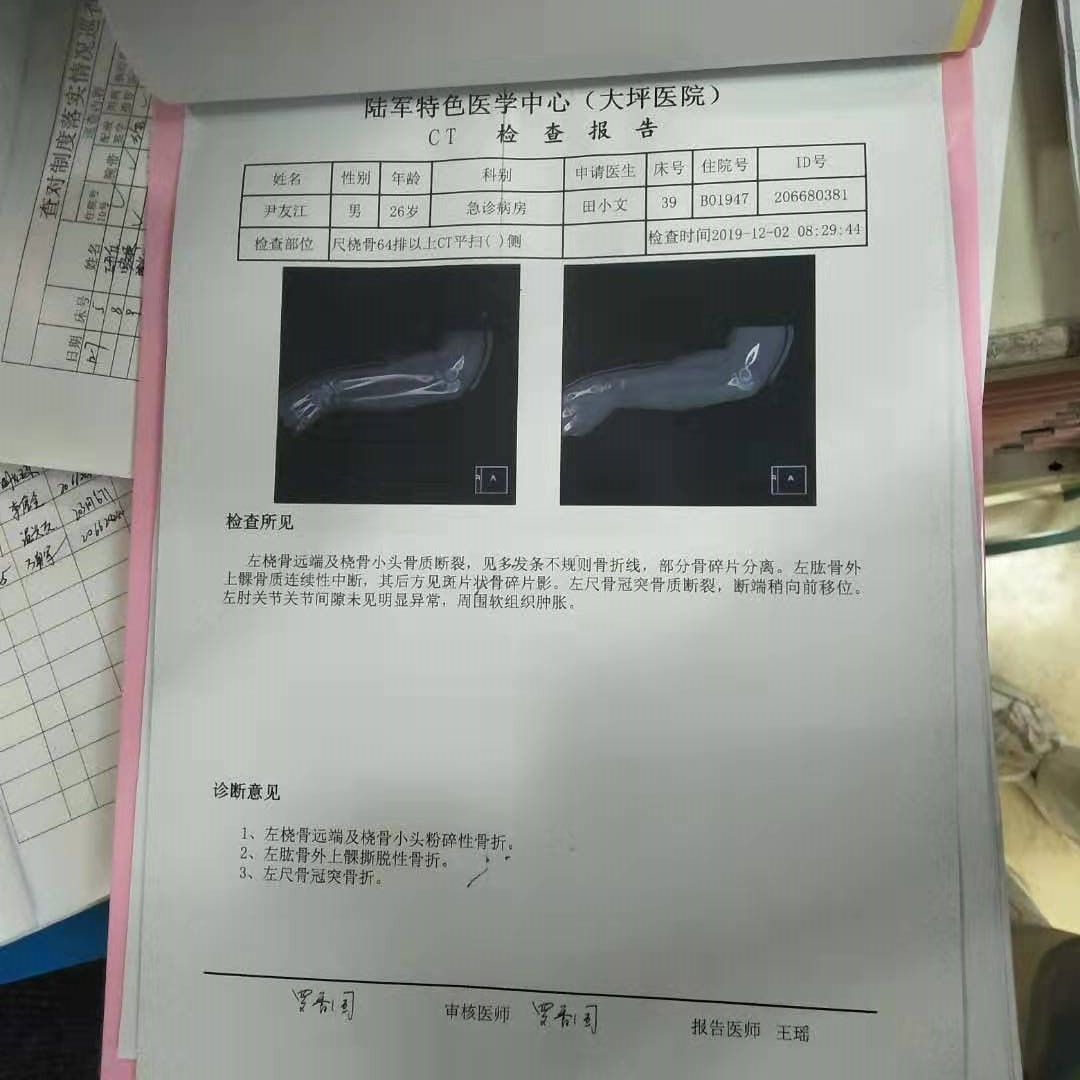 陆军特色医学中心（大坪医院）
CT 检查报告
姓名 性别 年龄 科别 申请医生 床号 住院号 ID号
尹友江 男 26岁 急诊病房 田小文 39 B01947 206680381
检查部位 尺桡骨64排以上CT平扫( )侧 检查时间2019-12-02 08:29:44
R A
R A
检查所见
左桡骨远端及桡骨小头骨质断裂，见多发条不规则骨折线，部分骨碎片分离。左肱骨外
上髁骨质连续性中断，其后方见斑片状骨碎片影。左尺骨冠突骨质断裂，断端稍向前移位。
左肘关节关节间隙未见明显异常，周围软组织肿胀。
诊断意见
1、左桡骨远端及桡骨小头粉碎性骨折。
2、左肱骨外上髁撕脱性骨折。
3、左尺骨冠突骨折。
审核医师
报告医师 王瑶
查对制度落实情况巡
日期 床号 姓名 住院号
5
8
9